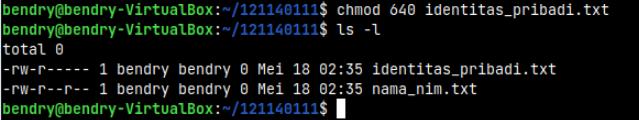 bendry@bendry-VirtualBox:~/121140111$ chmod 640 identitas_pribadi.txt
bendry@bendry-VirtualBox:~/121140111$ ls -l
total 0
-rw-r----- 1 bendry bendry 0 Mei 18 02:35 identitas_pribadi.txt
-rw-r--r-- 1 bendry bendry 0 Mei 18 02:35 nama_nim.txt
bendry@bendry-VirtualBox:~/121140111$